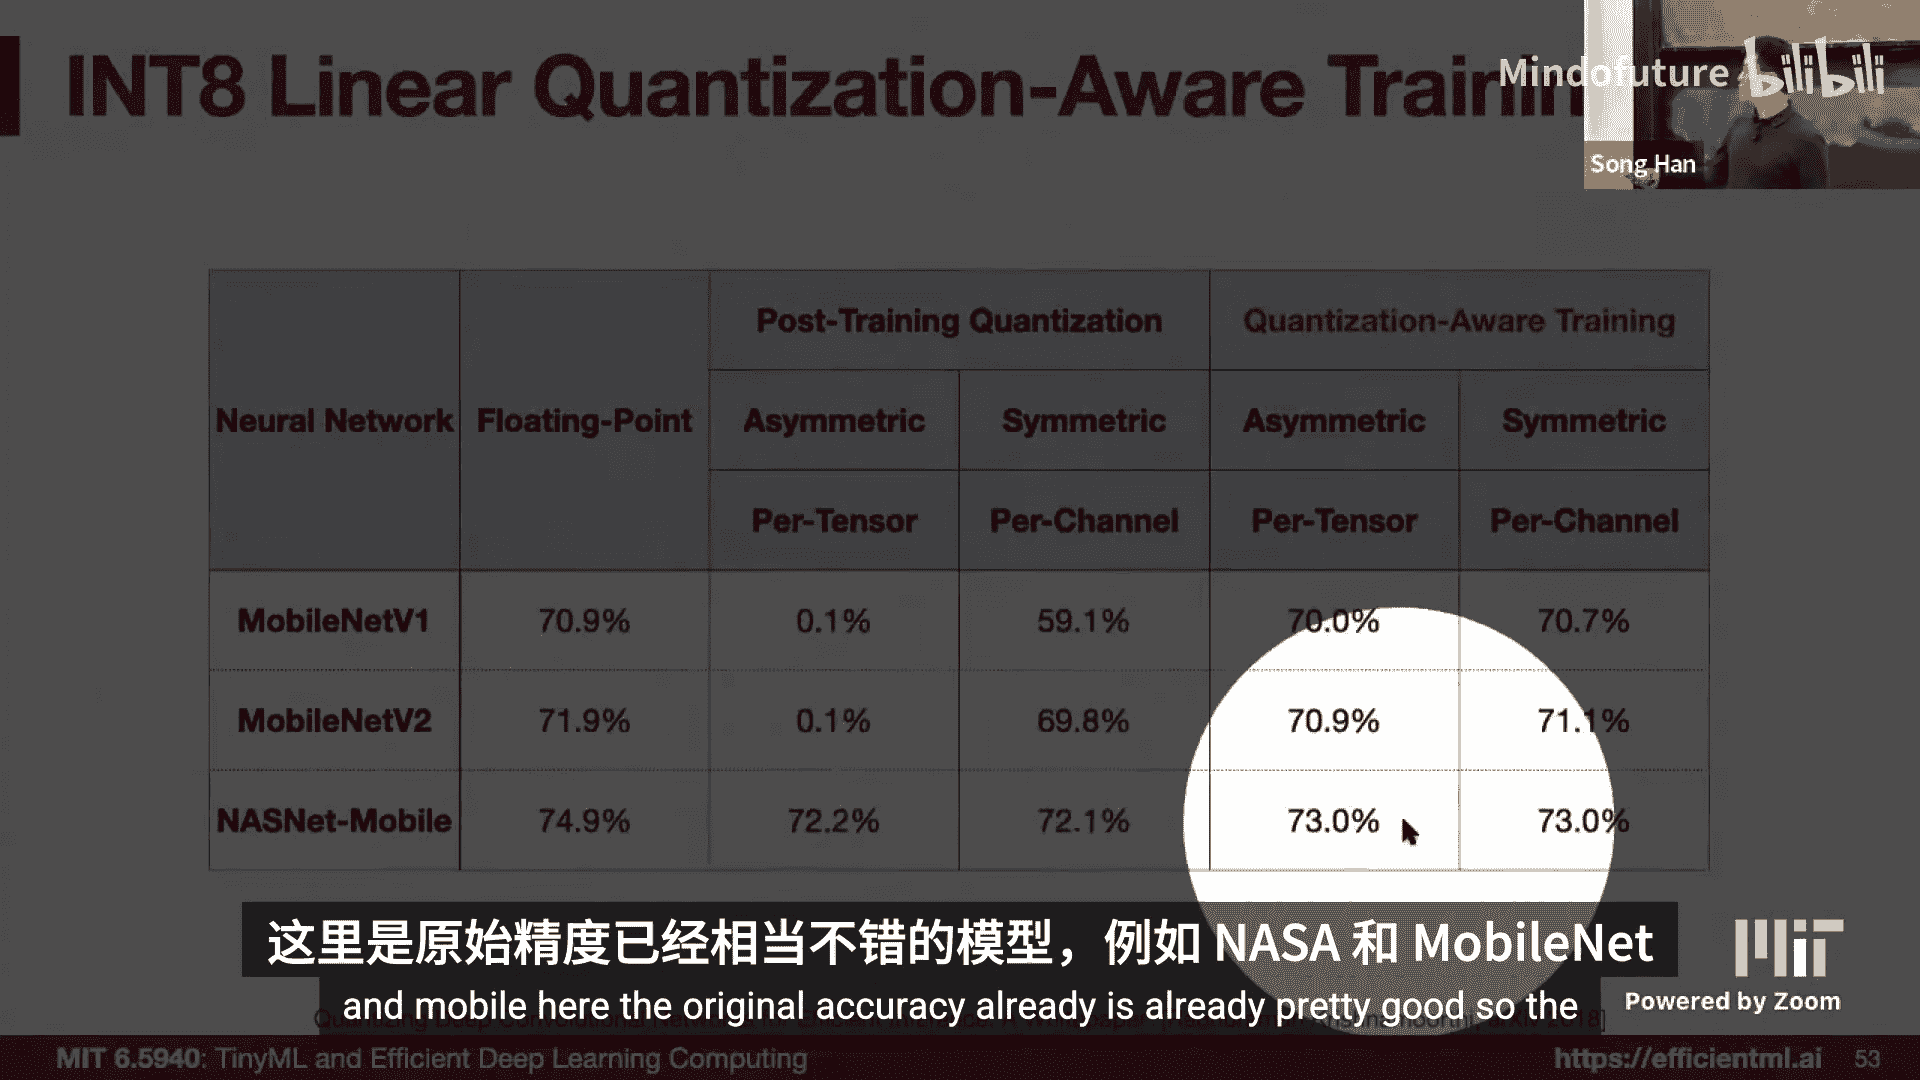 INT8 Linear Quantization-Aware
Mindofuture bilibili
Song Han
Post-Training Quantization Quantization-Aware Training
Neural Network Floating-Point Asymmetric Symmetric Asymmetric Symmetric
Per-Tensor Per-Channel Per-Tensor Per-Channel
MobileNetV1 70.9% 0.1% 59.1% 70.0% 70.7%
MobileNetV2 71.9% 0.1% 69.8% 70.9% 71.1%
NASNet-Mobile 74.9% 72.2% 72.1% 73.0% 73.0%
这里是原始精度已经相当不错的模型，例如 NASA 和 MobileNet
and mobile here the original accuracy already is already pretty good so the
MIT
Powered by Zoom
MIT 6.5940: TinyML and Efficient Deep Learning Computing
https://efficientml.ai 53